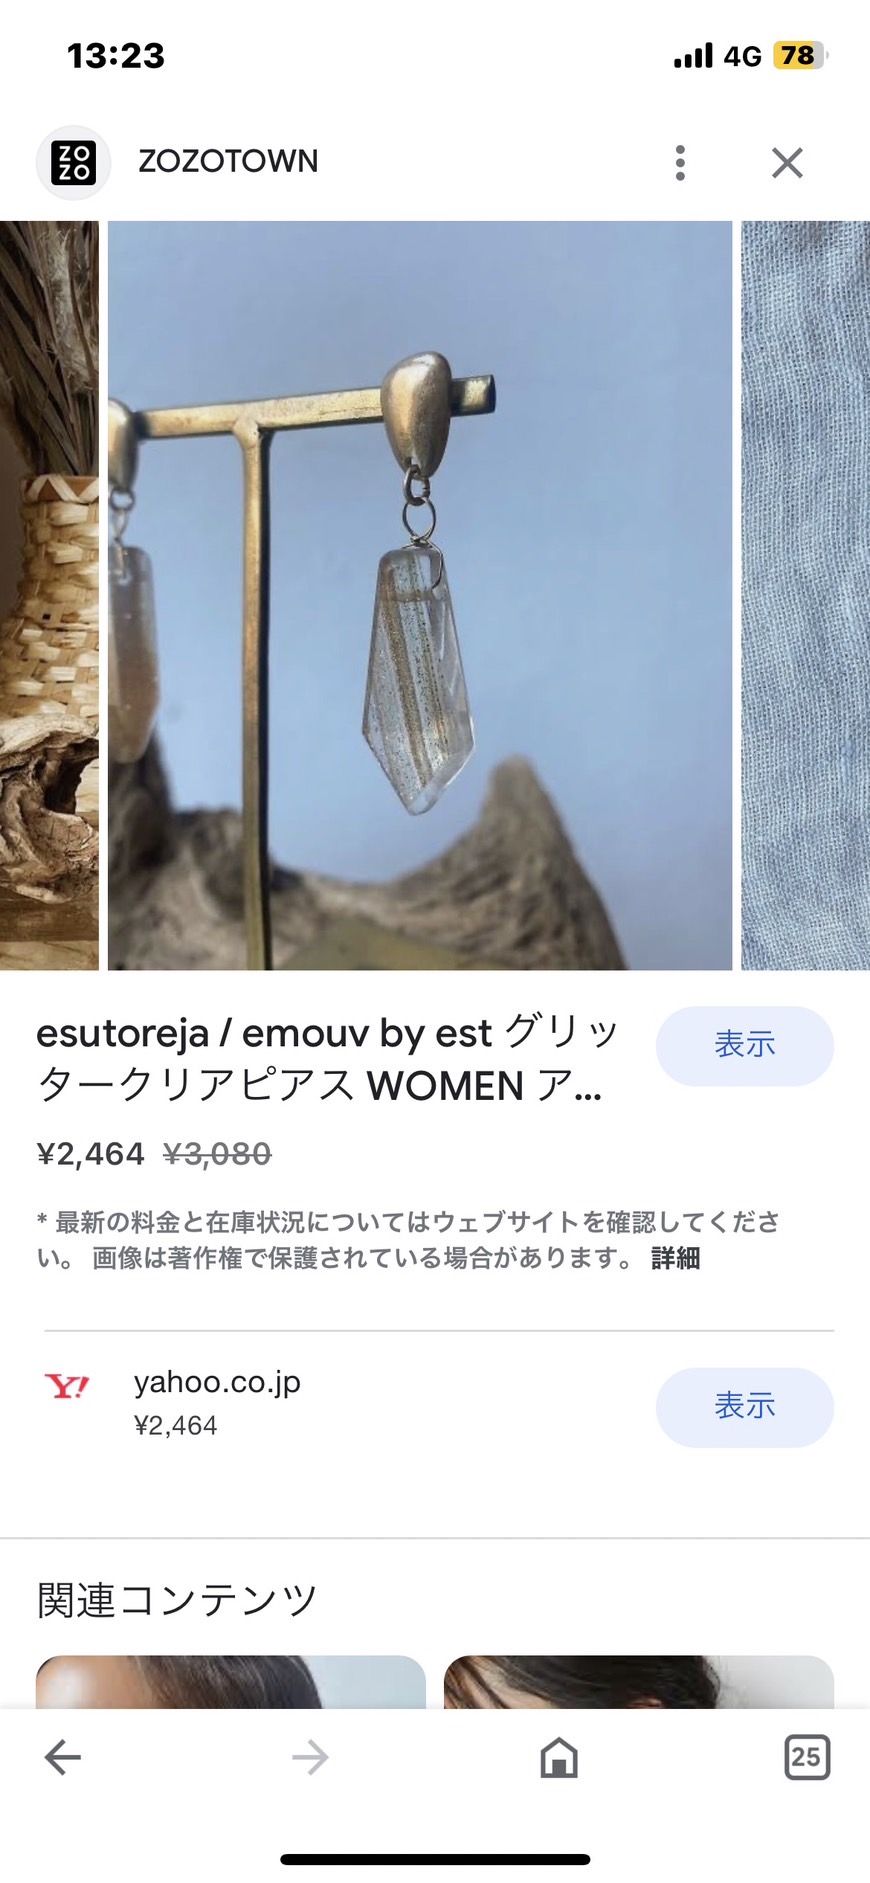 13:23
4G 78
ZOZO
ZOZOTOWN
esutoreja / emouv by est グリッ
タークリアピアス WOMEN ア...
表示
¥2,464 ¥3,080
* 最新の料金と在庫状況についてはウェブサイトを確認してくださ
い。 画像は著作権で保護されている場合があります。 詳細
Y!
yahoo.co.jp
¥2,464
表示
関連コンテンツ
25